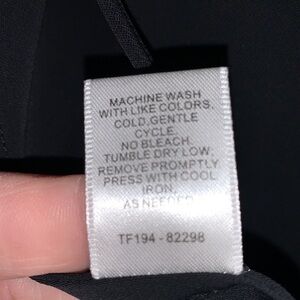 MACHINE WASH
WITH LIKE COLORS,
COLD, GENTLE
CYCLE.
NO BLEACH.
TUMBLE DRY LOW,
REMOVE PROMPTLY
PRESS WITH COOL
IRON,
AS NEEDED
TF194 - 82298